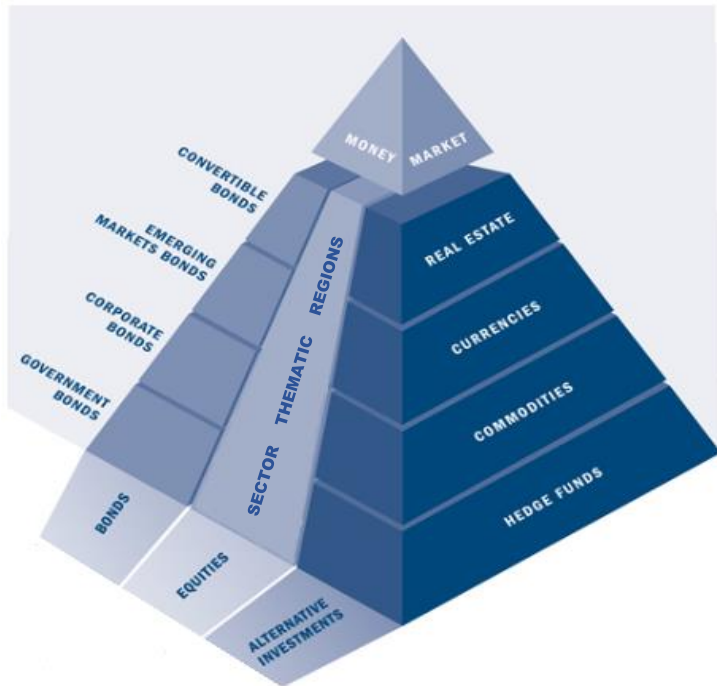 MONEY MARKET
CONVERTIBLE
BONDS
EMERGING
MARKETS BONDS
CORPORATE
BONDS
GOVERNMENT
BONDS
SECTOR THEMATIC REGIONS
REAL ESTATE
CURRENCIES
COMMODITIES
HEDGE FUNDS
BONDS
EQUITIES
ALTERNATIVE
INVESTMENTS